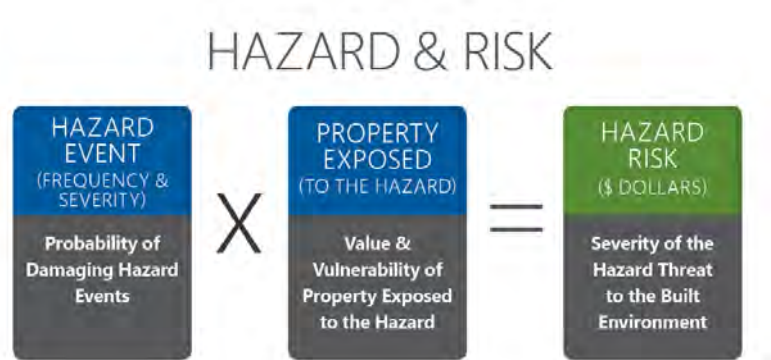 HAZARD & RISK
HAZARD
EVENT
(FREQUENCY &
SEVERITY)
Probability of
Damaging Hazard
Events
X
PROPERTY
EXPOSED
(TO THE HAZARD)
Value &
Vulnerability of
Property Exposed
to the Hazard
=
HAZARD
RISK
($ DOLLARS)
Severity of the
Hazard Threat
to the Built
Environment